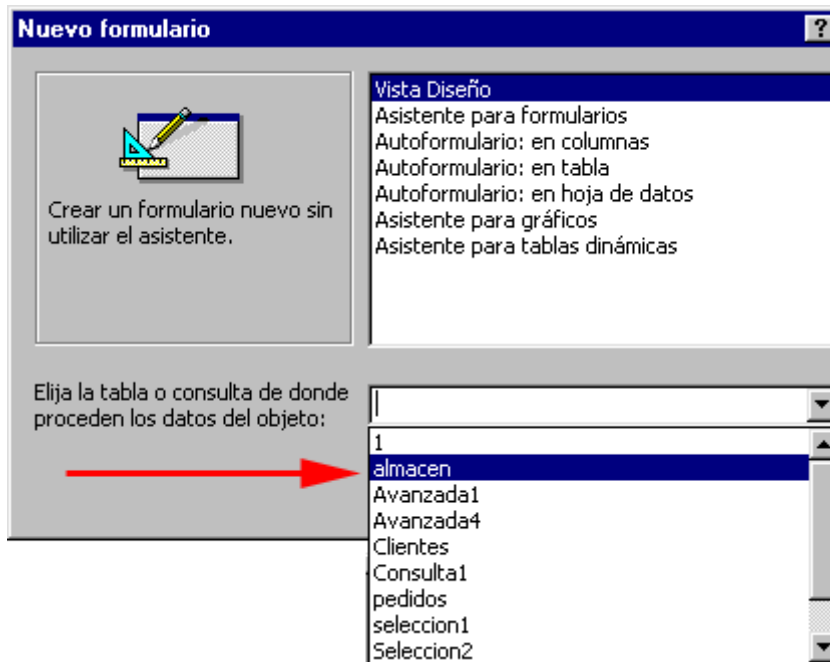 Nuevo formulario
?
Vista Diseño
Asistente para formularios
Autoformulario: en columnas
Autoformulario: en tabla
Autoformulario: en hoja de datos
Asistente para gráficos
Asistente para tablas dinámicas
Crear un formulario nuevo sin
utilizar el asistente.
Elija la tabla o consulta de donde
proceden los datos del objeto:
1
almacen
Avanzada1
Avanzada4
Clientes
Consulta1
pedidos
seleccion1
Seleccion2